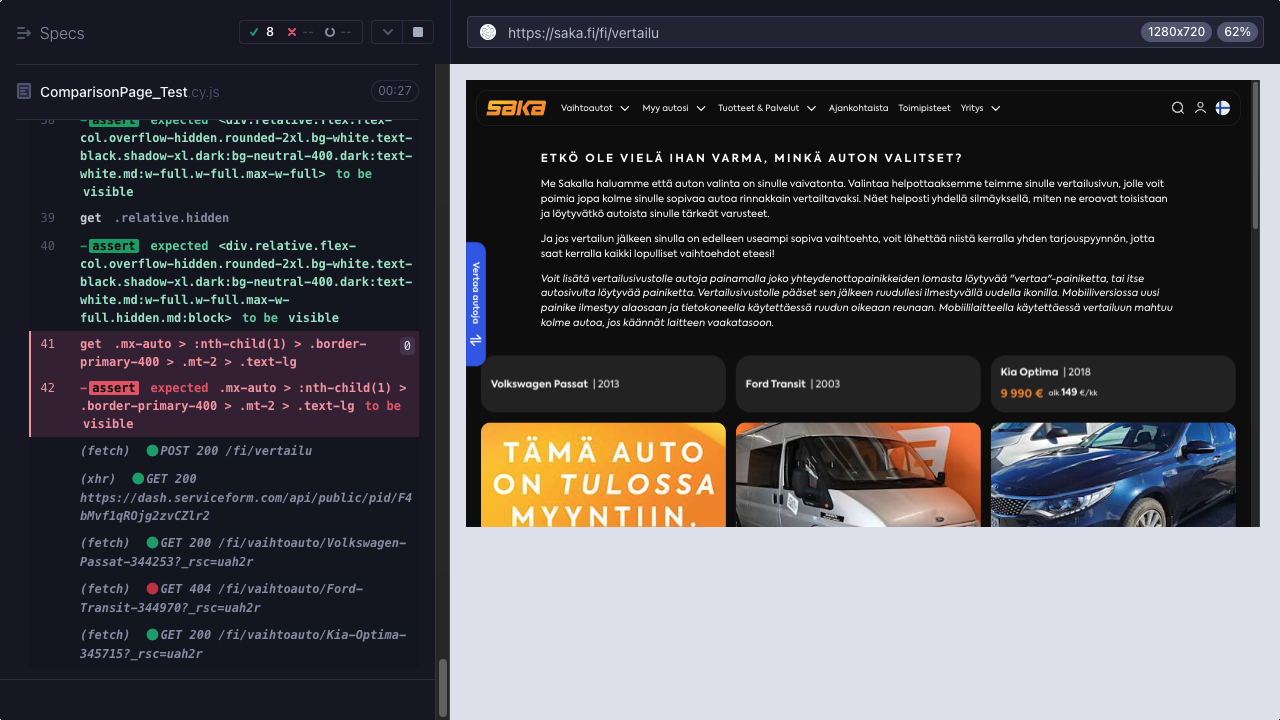 Specs
8
--
--
https://saka.fi/fi/vertailu
1280x720
62%
ComparisonPage_Test.cy.js
00:27
38
-assert expected <div.relative.flex.flex-
col.overflow-hidden.rounded-2xl.bg-white.text-
black.shadow-xl.dark:bg-neutral-400.dark:text-
white.md:w-full.w-full.max-w-full> to be
visible
39 get .relative.hidden
40 -assert expected <div.relative.flex-
col.overflow-hidden.rounded-2xl.bg-white.text-
black.shadow-xl.dark:bg-neutral-400.dark:text-
white.md:w-full.w-full.max-w-
full.hidden.md:block> to be visible
41 get .mx-auto > :nth-child(1) > .border-
primary-400 > .mt-2 > .text-lg
0
42 -assert expected .mx-auto > :nth-child(1) >
.border-primary-400 > .mt-2 > .text-lg to be
visible
(fetch) POST 200 /fi/vertailu
(xhr) GET 200
https://dash.serviceform.com/api/public/pid/F4
bMvf1qROjg2zvCZlr2
(fetch) GET 200 /fi/vaihtoauto/Volkswagen-
Passat-344253?_rsc=uah2r
(fetch) GET 404 /fi/vaihtoauto/Ford-
Transit-344970?_rsc=uah2r
(fetch) GET 200 /fi/vaihtoauto/Kia-Optima-
345715?_rsc=uah2r
saka
Vaihtoautot
Myy autosi
Tuotteet & Palvelut
Ajankohtaista
Toimipisteet
Yritys
ETKÖ OLE VIELÄ IHAN VARMA, MINKÄ AUTON VALITSET?
Me Sakalla haluamme että auton valinta on sinulle vaivatonta. Valintaa helpottaaksemme teimme sinulle vertailusivun, jolle voit
poimia jopa kolme sinulle sopivaa autoa rinnakkain vertailtavaksi. Näet helposti yhdellä silmäyksellä, miten ne eroavat toisistaan
ja löytyvätkö autoista sinulle tärkeät varusteet.
Ja jos vertailun jälkeen sinulla on edelleen useampi sopiva vaihtoehto, voit lähettää niistä kerralla yhden tarjouspyynnön, jotta
saat kerralla kaikki lopulliset vaihtoehdot eteesi!
Voit lisätä vertailusivustolle autoja painamalla joko yhteydenottopainikkeiden lomasta löytyvää "vertaa"-painiketta, tai itse
autosivulta löytyvää painiketta. Vertailusivustolle pääset sen jälkeen ruudullesi ilmestyvällä uudella ikonilla. Mobiiliversiossa uusi
painike ilmestyy alaosaan ja tietokoneella käytettäessä ruudun oikeaan reunaan. Mobiililaitteella käytettäessä vertailuun mahtuu
kolme autoa, jos käännät laitteen vaakatasoon.
Vertaa autoja
Volkswagen Passat | 2013
Ford Transit | 2003
Kia Optima | 2018
9 990 € alk.149 €/kk
TÄMÄ AUTO
ON TULOSSA
MYYNTIIN.